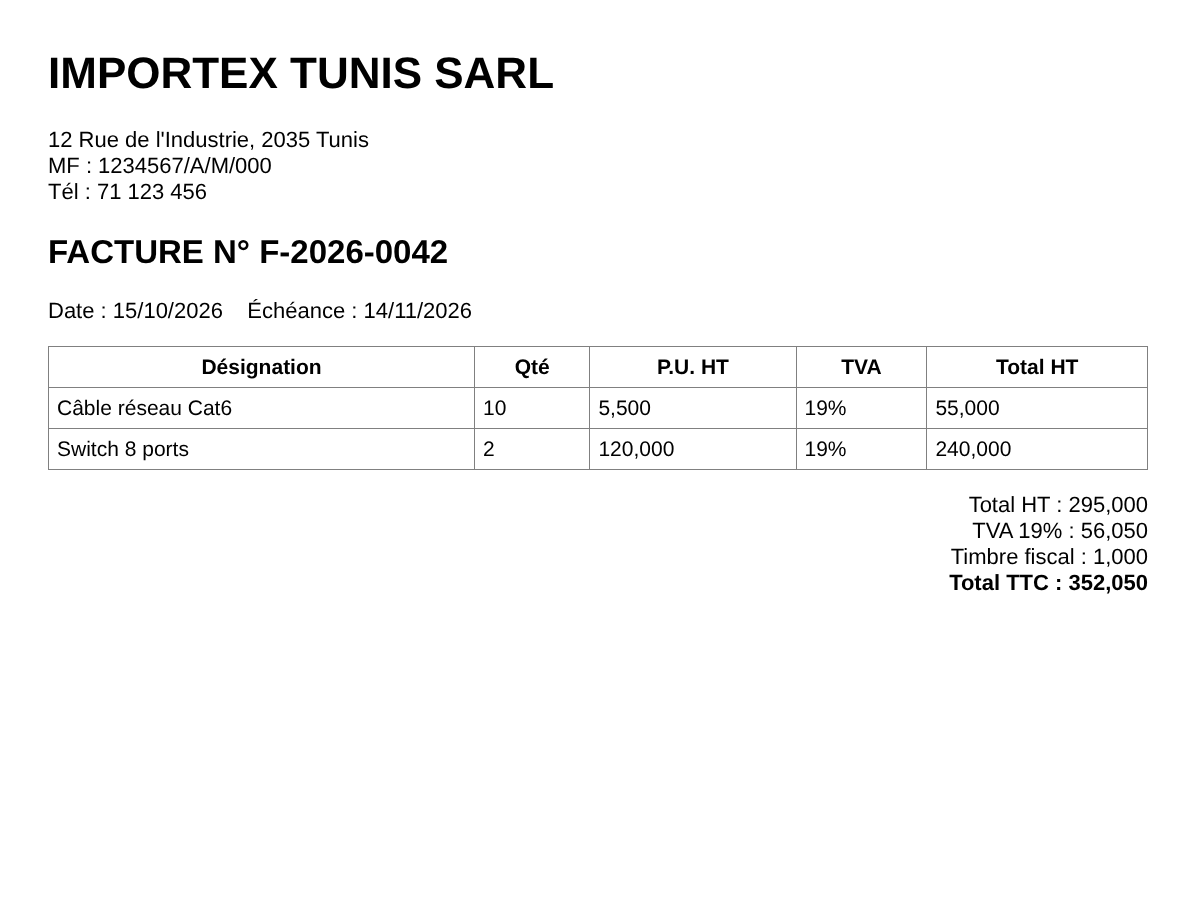 IMPORTEX TUNIS SARL
12 Rue de l'Industrie, 2035 Tunis
MF : 1234567/A/M/000
Tél : 71 123 456
FACTURE N° F-2026-0042
Date : 15/10/2026 Échéance : 14/11/2026
Désignation Qté P.U. HT TVA Total HT
Câble réseau Cat6 10 5,500 19% 55,000
Switch 8 ports 2 120,000 19% 240,000
Total HT : 295,000
TVA 19% : 56,050
Timbre fiscal : 1,000
Total TTC : 352,050